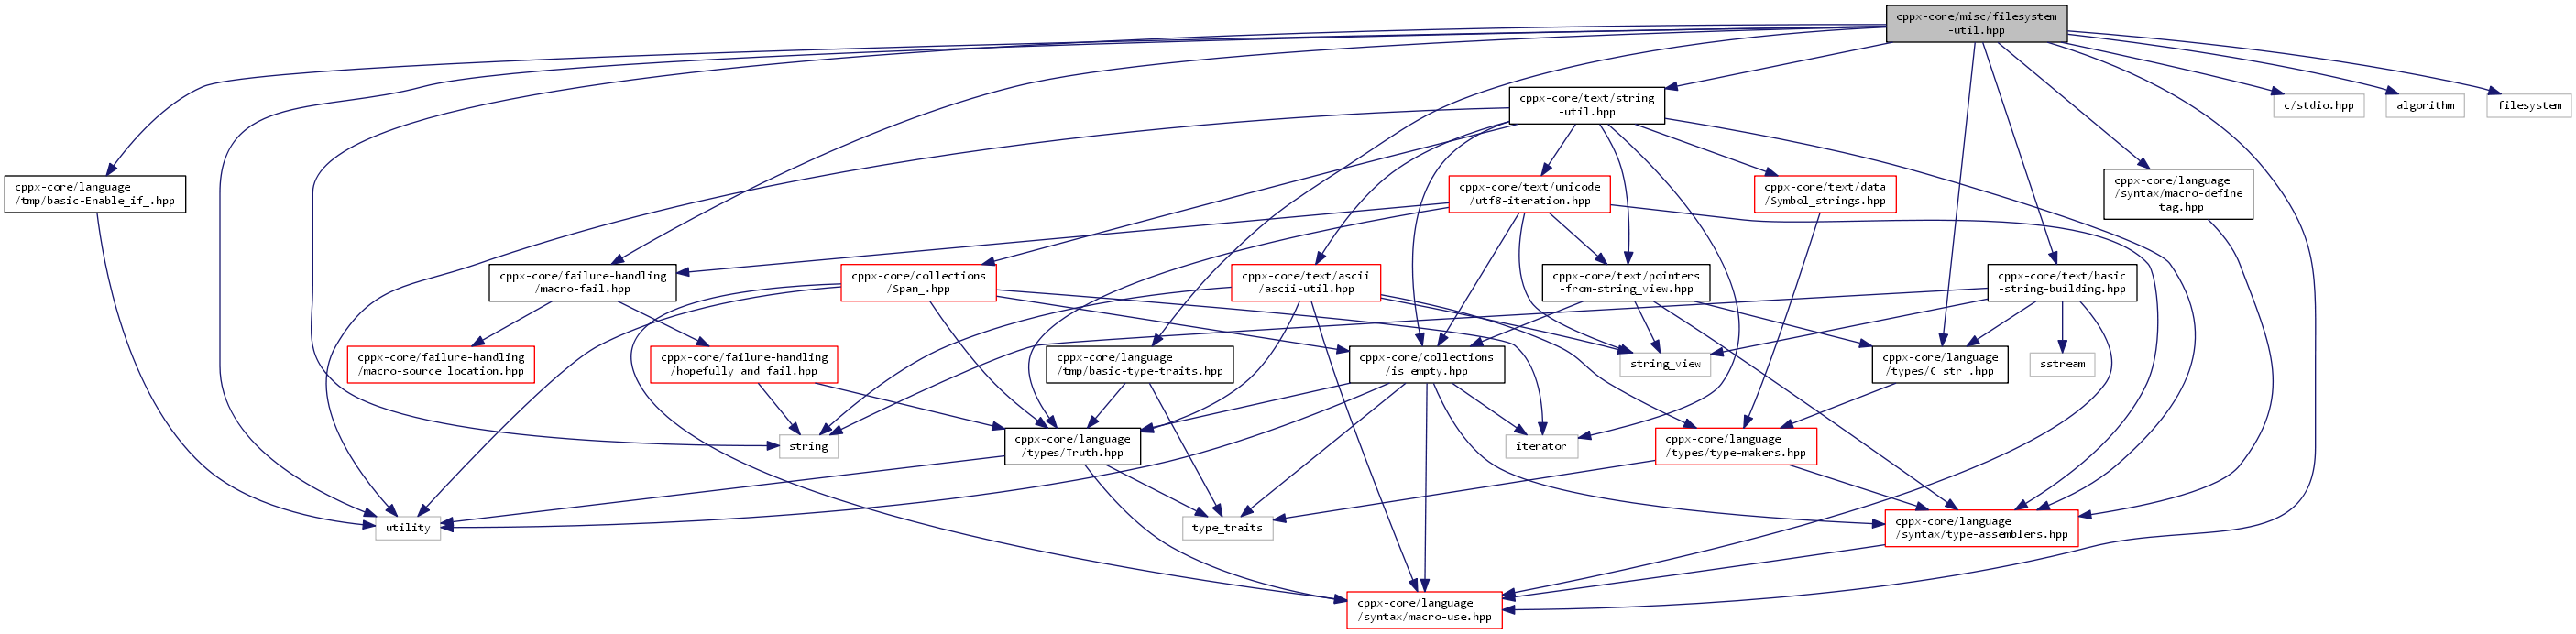 cppx-core/misc/filesystem
-util.hpp
cppx-core/text/string
-util.hpp
c/stdio.hpp
algorithm
filesystem
cppx-core/language
/tmp/basic-Enable_if_.hpp
cppx-core/text/unicode
/utf8-iteration.hpp
cppx-core/text/data
/Symbol_strings.hpp
cppx-core/language
/syntax/macro-define
_tag.hpp
cppx-core/failure-handling
/macro-fail.hpp
cppx-core/collections
/Span_.hpp
cppx-core/text/ascii
/ascii-util.hpp
cppx-core/text/pointers
-from-string_view.hpp
cppx-core/text/basic
-string-building.hpp
cppx-core/failure-handling
/macro-source_location.hpp
cppx-core/failure-handling
/hopefully_and_fail.hpp
cppx-core/language
/tmp/basic-type-traits.hpp
cppx-core/collections
/is_empty.hpp
string_view
cppx-core/language
/types/C_str_.hpp
sstream
string
cppx-core/language
/types/Truth.hpp
iterator
cppx-core/language
/types/type-makers.hpp
utility
type_traits
cppx-core/language
/syntax/type-assemblers.hpp
cppx-core/language
/syntax/macro-use.hpp